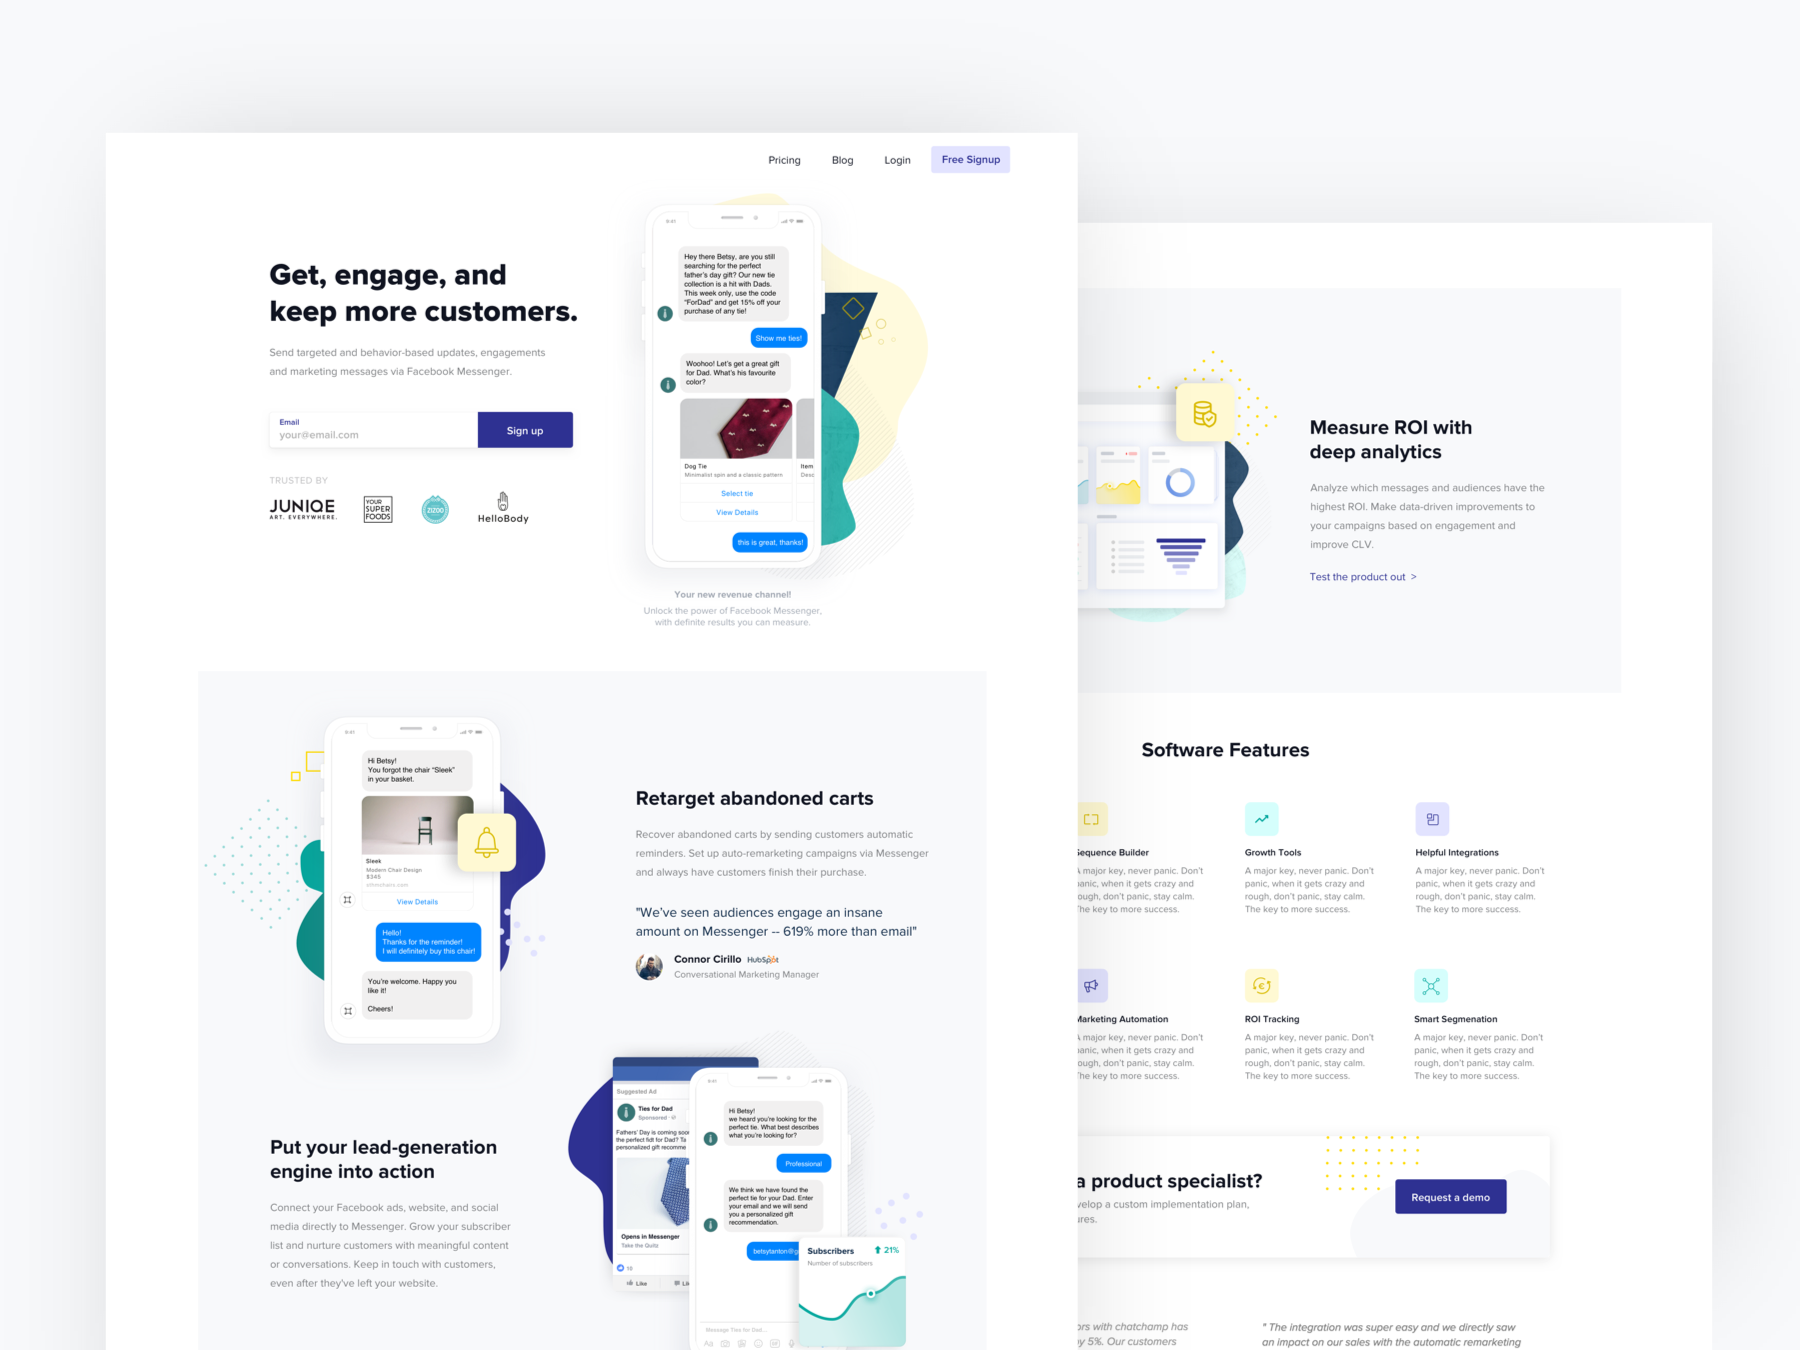 Pricing
Blog
Login
Free Signup
Get, engage, and
keep more customers.
Send targeted and behavior-based updates, engagements
and marketing messages via Facebook Messenger.
Email
your@email.com
Sign up
TRUSTED BY
JUNIQE
ART. EVERYWHERE.
YOUR
SUPER
FOODS
ZIZOO
HelloBody
9:41
Hey there Betsy, are you still
searching for the perfect
father's day gift? Our new tie
collection is a hit with Dads.
This week only, use the code
"ForDad" and get 15% off your
purchase of any tie!
Show me ties!
Woohoo! Let's get a great gift
for Dad. What's his favourite
color?
Dog Tie
Minimalist spin and a classic pattern
Select tie
View Details
Item
this is great, thanks!
Your new revenue channel!
Unlock the power of Facebook Messenger,
with definite results you can measure.
9:41
Hi Betsy!
You forgot the chair "Sleek"
in your basket.
Sleek
Modern Chair Design
$345
View Details
Hello!
Thanks for the reminder!
I will definitely buy this chair!
You're welcome. Happy you
like it!
Cheers!
Retarget abandoned carts
Recover abandoned carts by sending customers automatic
reminders. Set up auto-remarketing campaigns via Messenger
and always have customers finish their purchase.
"We've seen audiences engage an insane
amount on Messenger -- 619% more than email"
Connor Cirillo HubSpot
Conversational Marketing Manager
Put your lead-generation
engine into action
Connect your Facebook ads, website, and social
media directly to Messenger. Grow your subscriber
list and nurture customers with meaningful content
or conversations. Keep in touch with customers,
even after they've left your website.
Suggested Ad
Ties for Dad
Sponsored
Fathers' Day is coming soo
the perfect fidt for Dad? Ta
personalized gift recomme
Opens in Messenger
Take the Quits
10
Like
9:41
Hi Betsy!
we heard you're looking for the
perfect tie. What best describes
what you're looking for?
Professional
We think we have found the
perfect tie for your Dad. Enter
your email and we will send
you a personalized gift
recommendation.
betsylanton@g
Message Ties for Dad...
Aa
Subscribers
21%
Number of subscribers
Measure ROI with
deep analytics
Analyze which messages and audiences have the
highest ROI. Make data-driven improvements to
your campaigns based on engagement and
improve CLV.
Test the product out >
Software Features
Sequence Builder
A major key, never panic. Don't
panic, when it gets crazy and
rough, don't panic, stay calm.
The key to more success.
Growth Tools
A major key, never panic. Don't
panic, when it gets crazy and
rough, don't panic, stay calm.
The key to more success.
Helpful Integrations
A major key, never panic. Don't
panic, when it gets crazy and
rough, don't panic, stay calm.
The key to more success.
Marketing Automation
A major key, never panic. Don't
panic, when it gets crazy and
rough, don't panic, stay calm.
The key to more success.
ROI Tracking
A major key, never panic. Don't
panic, when it gets crazy and
rough, don't panic, stay calm.
The key to more success.
Smart Segmenation
A major key, never panic. Don't
panic, when it gets crazy and
rough, don't panic, stay calm.
The key to more success.
a product specialist?
velop a custom implementation plan,
ures.
Request a demo
ors with chatchamp has
by 5%. Our customers
" The integration was super easy and we directly saw
an impact on our sales with the automatic remarketing